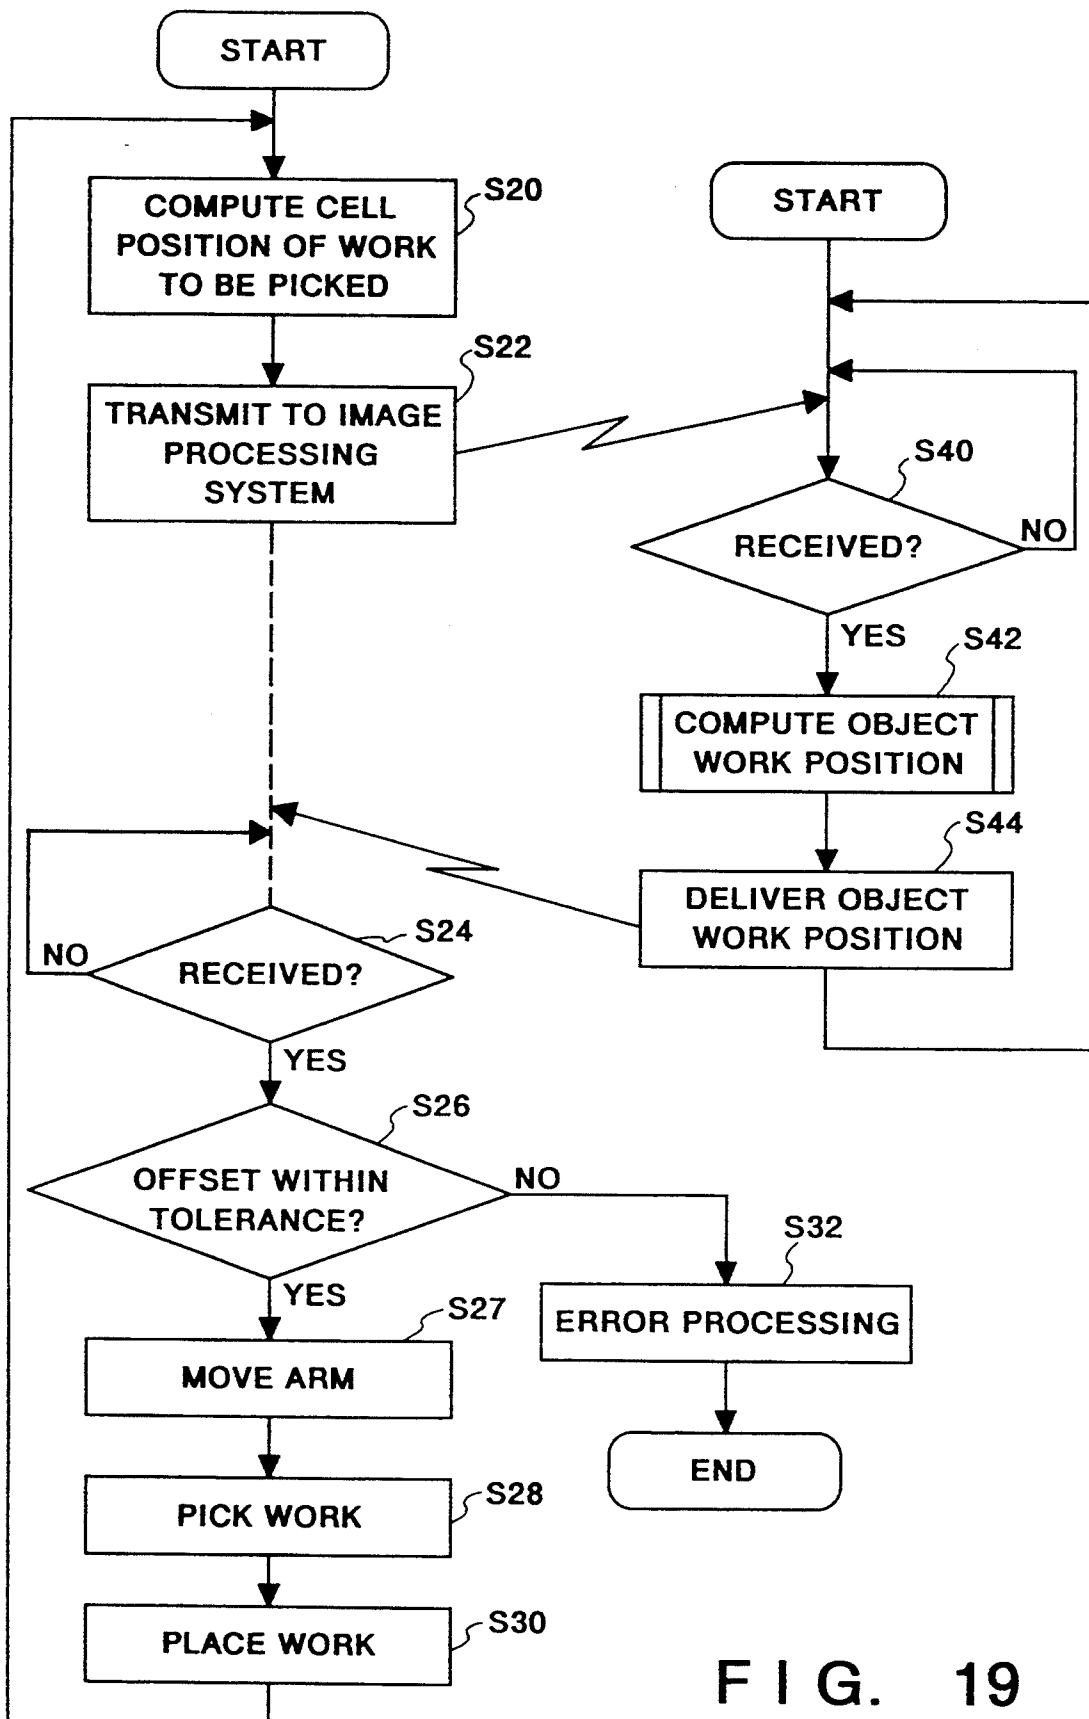 START
S20
COMPUTE CELL
POSITION OF WORK
TO BE PICKED
S22
TRANSMIT TO IMAGE
PROCESSING
SYSTEM
START
S40
RECEIVED?
NO
YES
S42
COMPUTE OBJECT
WORK POSITION
S44
DELIVER OBJECT
WORK POSITION
S24
RECEIVED?
NO
YES
S26
OFFSET WITHIN
TOLERANCE?
NO
YES
S32
ERROR PROCESSING
END
S27
MOVE ARM
S28
PICK WORK
S30
PLACE WORK
FIG. 19